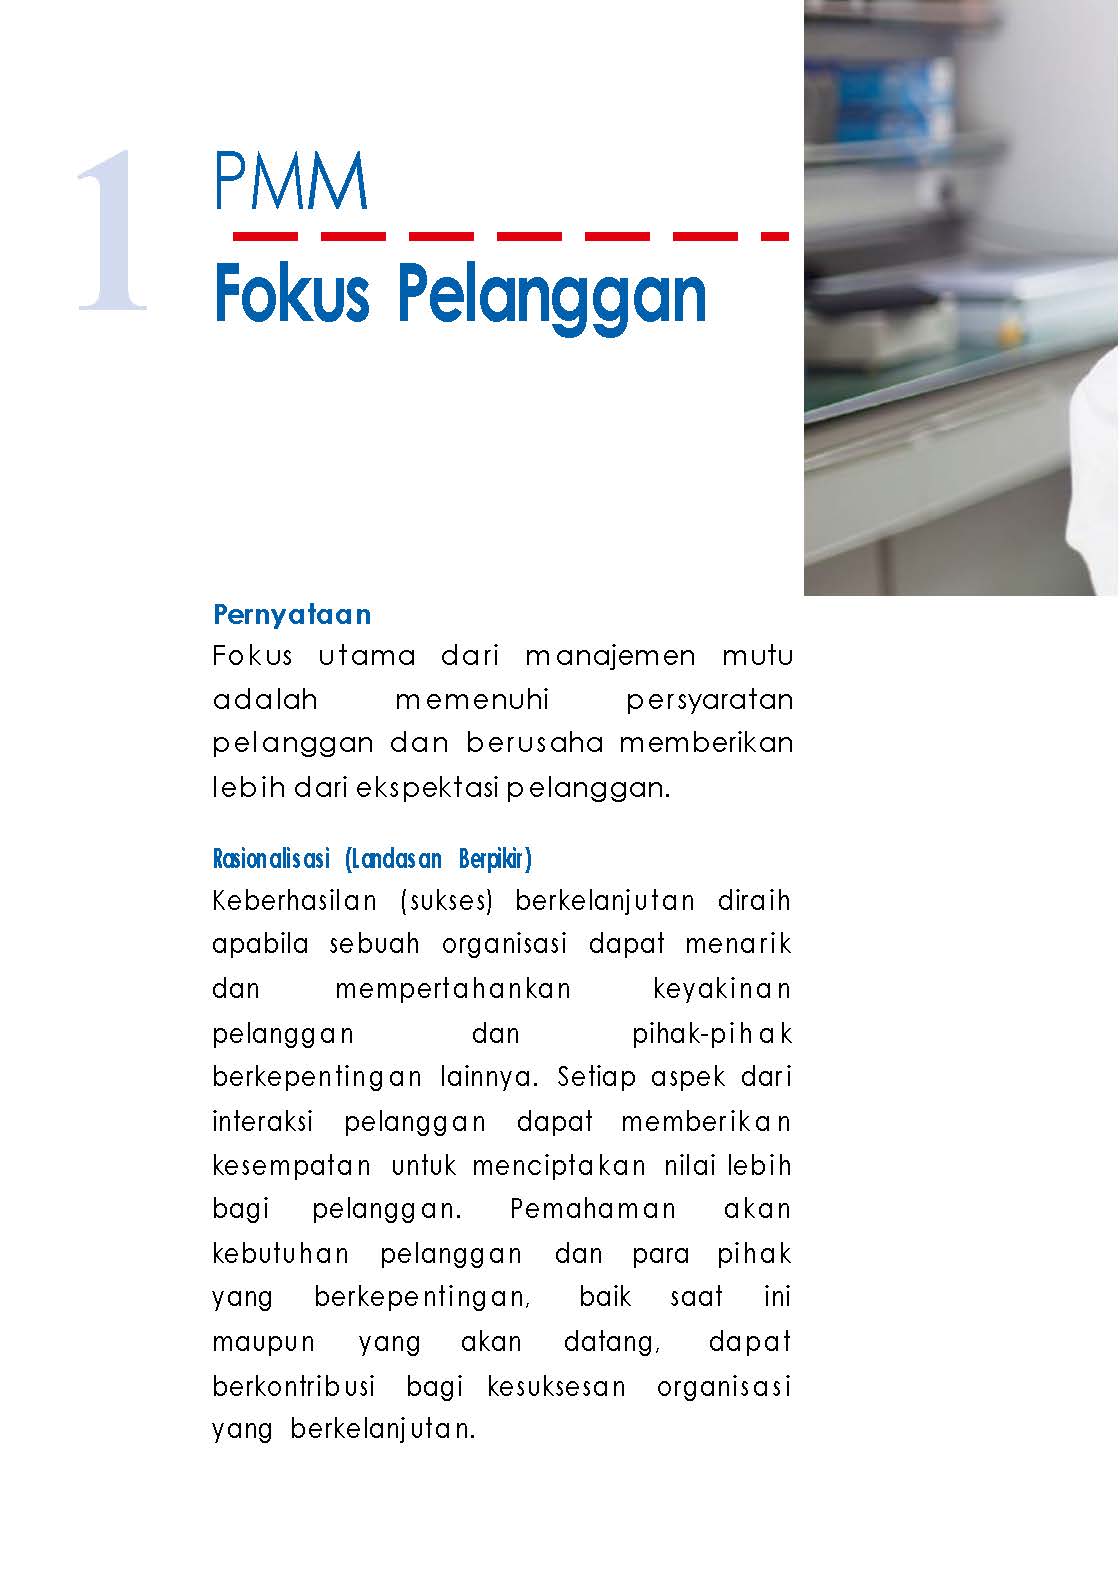 1
PMM
Fokus Pelanggan
Pernyataan
Fokus utama dari manajemen mutu
adalah memenuhi persyaratan
pelanggan dan berusaha memberikan
lebih dari ekspektasi pelanggan.
Rasionalisasi (Landasan Berpikir)
Keberhasilan (sukses) berkelanjutan diraih
apabila sebuah organisasi dapat menarik
dan mempertahankan keyakinan
pelanggan dan pihak-pihak
berkepentingan lainnya. Setiap aspek dari
interaksi pelanggan dapat memberikan
kesempatan untuk menciptakan nilai lebih
bagi pelanggan. Pemahaman akan
kebutuhan pelanggan dan para pihak
yang berkepentingan, baik saat ini
maupun yang akan datang, dapat
berkontribusi bagi kesuksesan organisasi
yang berkelanjutan.